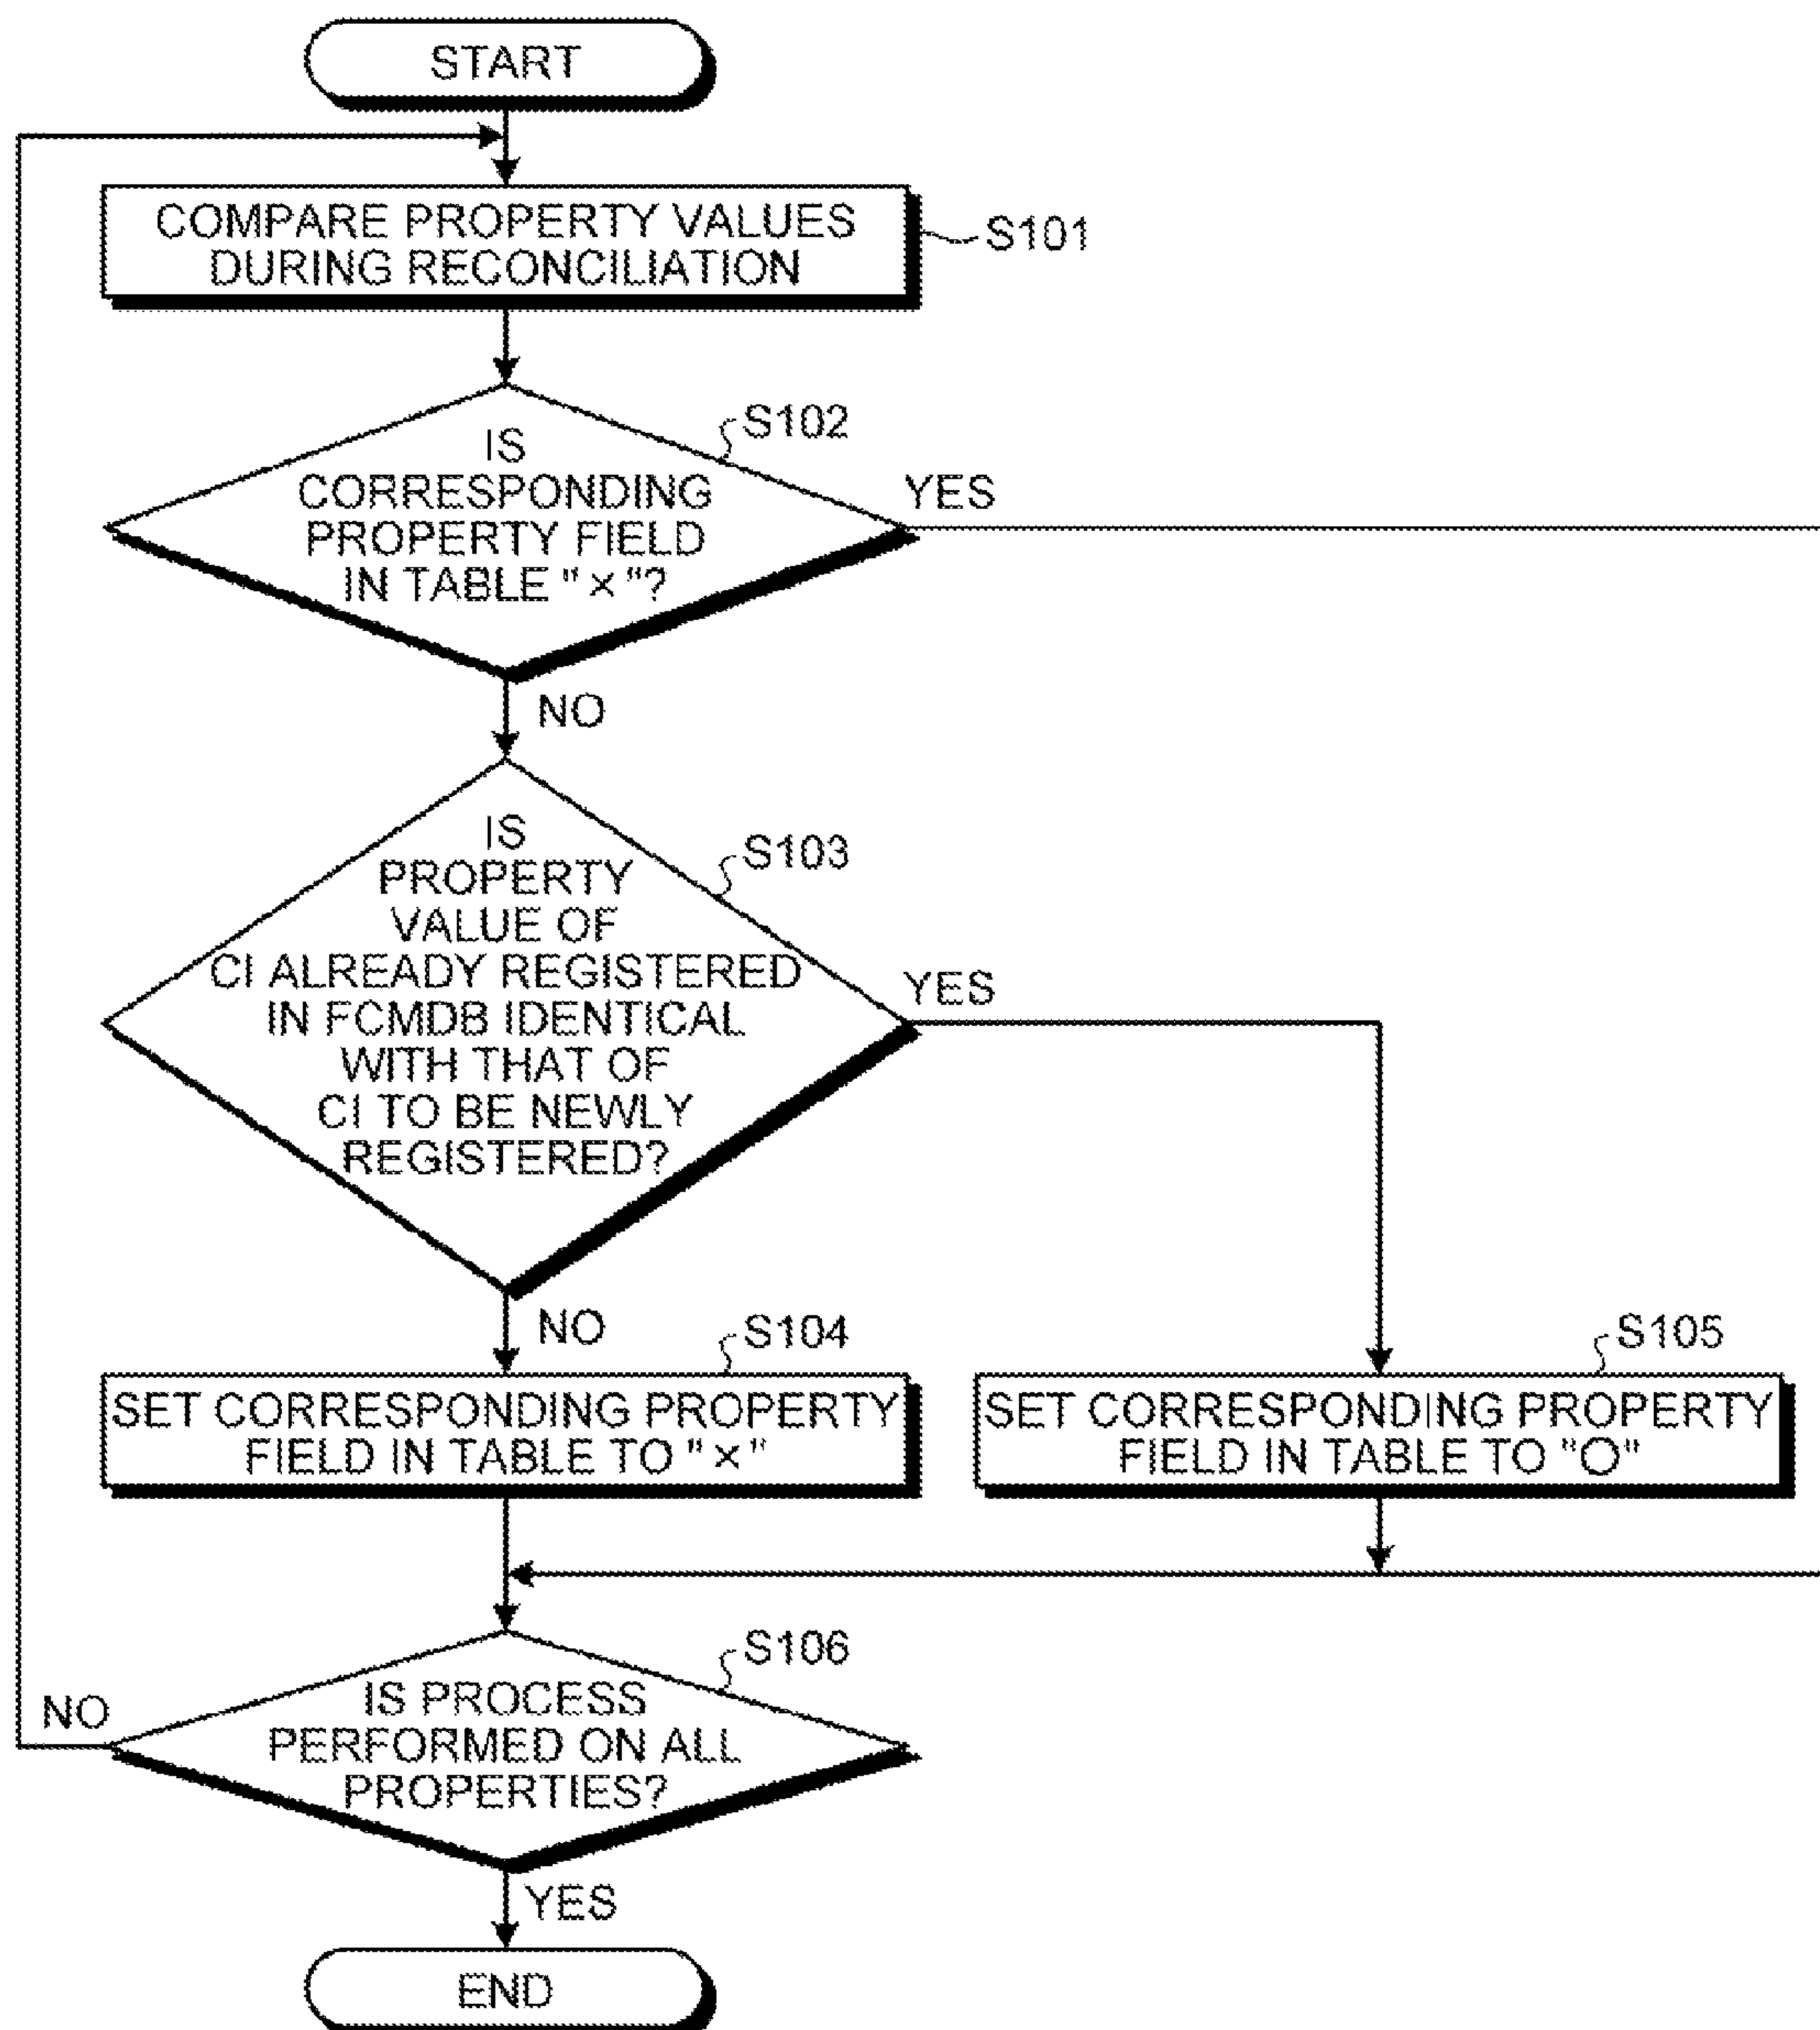 START
COMPARE PROPERTY VALUES
DURING RECONCILIATION
S101
S102
IS
CORRESPONDING
PROPERTY FIELD
IN TABLE "×"?
YES
NO
S103
IS
PROPERTY
VALUE OF
CI ALREADY REGISTERED
IN FCMDB IDENTICAL
WITH THAT OF
CI TO BE NEWLY
REGISTERED?
YES
NO
S104
SET CORRESPONDING PROPERTY
FIELD IN TABLE TO "×"
S105
SET CORRESPONDING PROPERTY
FIELD IN TABLE TO "○"
S106
IS PROCESS
PERFORMED ON ALL
PROPERTIES?
NO
YES
END